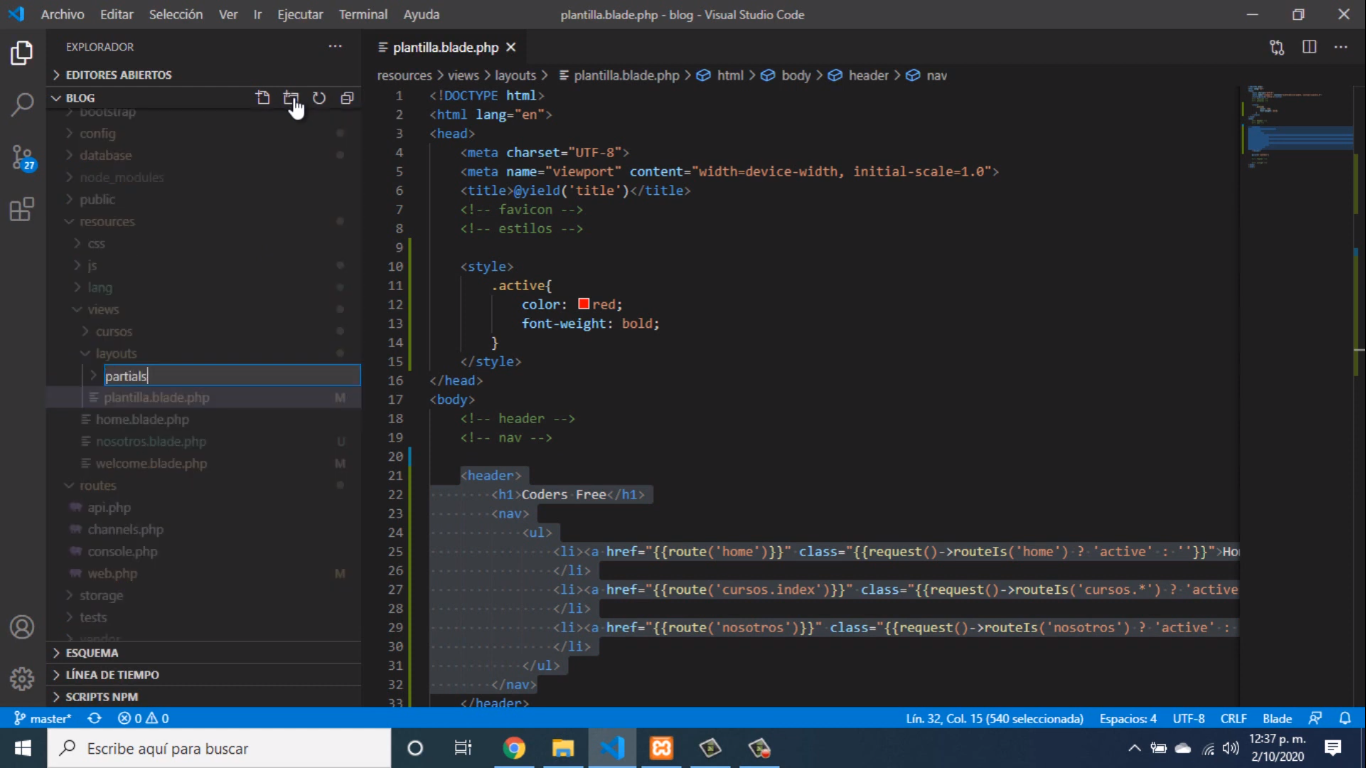 Archivo Editar Selección Ver Ir Ejecutar Terminal Ayuda
plantilla.blade.php - blog - Visual Studio Code
EXPLORADOR
EDITORES ABIERTOS
BLOG
bootstrap
config
database
node_modules
public
resources
css
js
lang
views
cursos
layouts
partials
plantilla.blade.php M
home.blade.php
nosotros.blade.php U
welcome.blade.php M
routes
api.php
channels.php
console.php
web.php M
storage
tests
vendor
ESQUEMA
LÍNEA DE TIEMPO
SCRIPTS NPM
27
plantilla.blade.php
resources > views > layouts > plantilla.blade.php > html > body > header > nav
1 <!DOCTYPE html>
2 <html lang="en">
3 <head>
4 <meta charset="UTF-8">
5 <meta name="viewport" content="width=device-width, initial-scale=1.0">
6 <title>@yield('title')</title>
7 <!-- favicon -->
8 <!-- estilos -->
9
10 <style>
11 .active{
12 color: red;
13 font-weight: bold;
14 }
15 </style>
16 </head>
17 <body>
18 <!-- header -->
19 <!-- nav -->
20
21 <header>
22 <h1>Coders Free</h1>
23 <nav>
24 <ul>
25 <li><a href="{{route('home')}}" class="{{request()->routeIs('home') ? 'active' : ''}}">Ho
26 </li>
27 <li><a href="{{route('cursos.index')}}" class="{{request()->routeIs('cursos.*') ? 'active
28 </li>
29 <li><a href="{{route('nosotros')}}" class="{{request()->routeIs('nosotros') ? 'active' :
30 </li>
31 </ul>
32 </nav>
33 </header>
master* 0 0
Lín. 32, Col. 15 (540 seleccionada) Espacios: 4 UTF-8 CRLF Blade
Escribe aquí para buscar
12:37 p. m.
2/10/2020